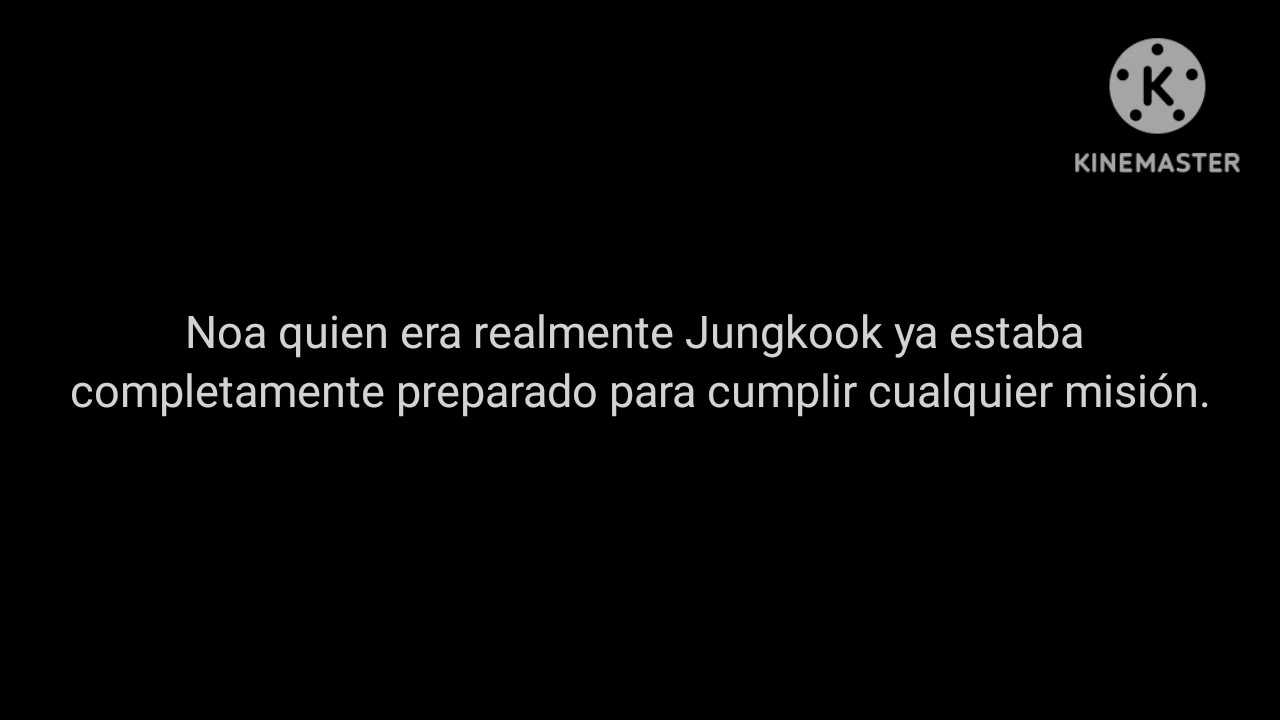 K
KINEMASTER
Noa quien era realmente Jungkook ya estaba
completamente preparado para cumplir cualquier misión.